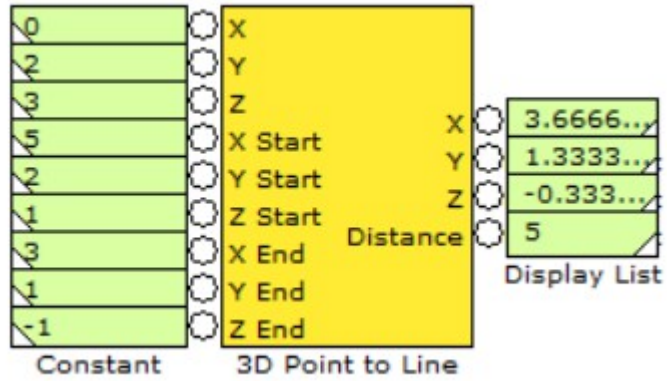 0
2
3
5
2
1
3
1
-1
Constant
X
Y
Z
X Start
Y Start
Z Start
X End
Y End
Z End
X
Y
Z
Distance
3D Point to Line
3.6666...
1.3333...
-0.333...
5
Display List